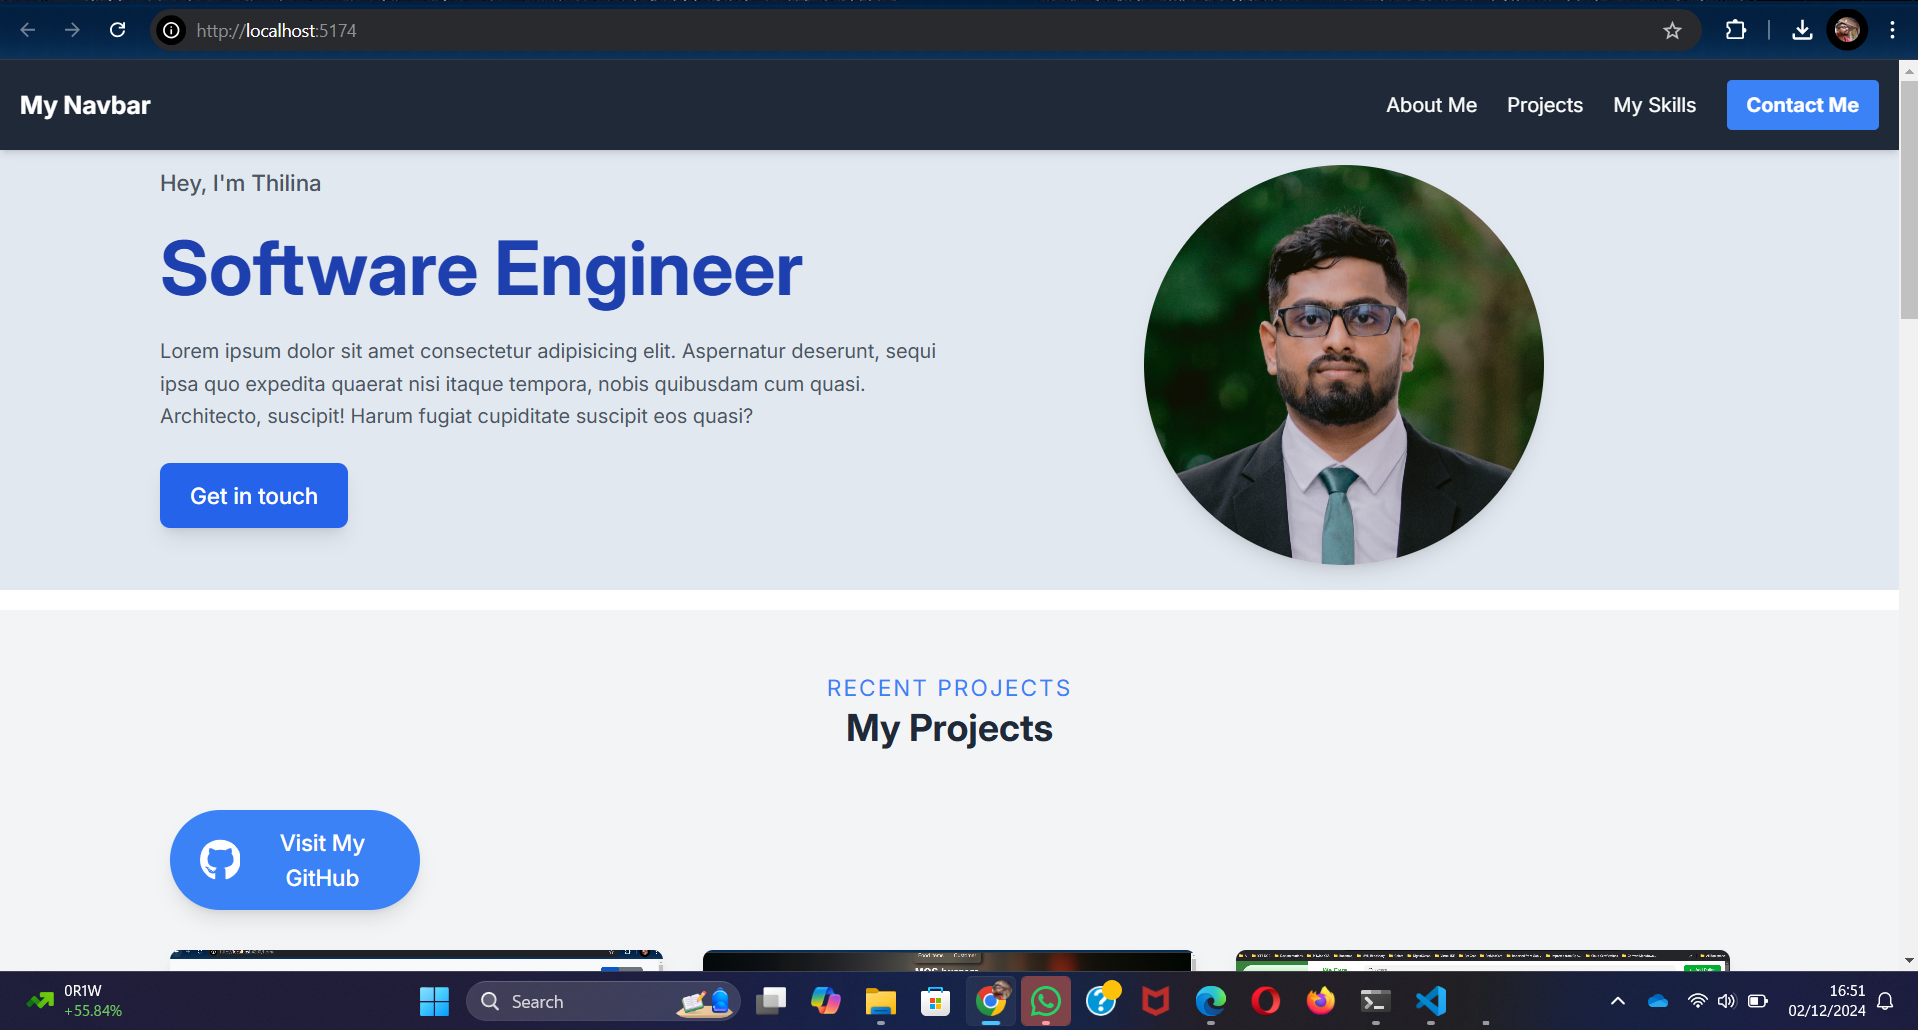 http://localhost:5174
My Navbar
About Me
Projects
My Skills
Contact Me
Hey, I'm Thilina
Software Engineer
Lorem ipsum dolor sit amet consectetur adipisicing elit. Aspernatur deserunt, sequi
ipsa quo expedita quaerat nisi itaque tempora, nobis quibusdam cum quasi.
Architecto, suscipit! Harum fugiat cupiditate suscipit eos quasi?
Get in touch
RECENT PROJECTS
My Projects
Visit My
GitHub
Food Items
Customer
0R1W
+55.84%
Search
16:51
02/12/2024